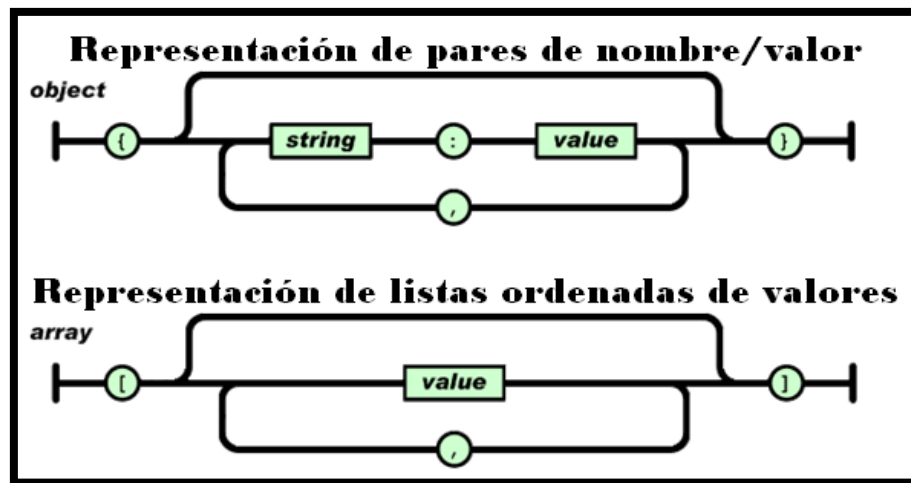 Representación de pares de nombre/valor
object
{ string : value }
,
Representación de listas ordenadas de valores
array
[ value ]
,